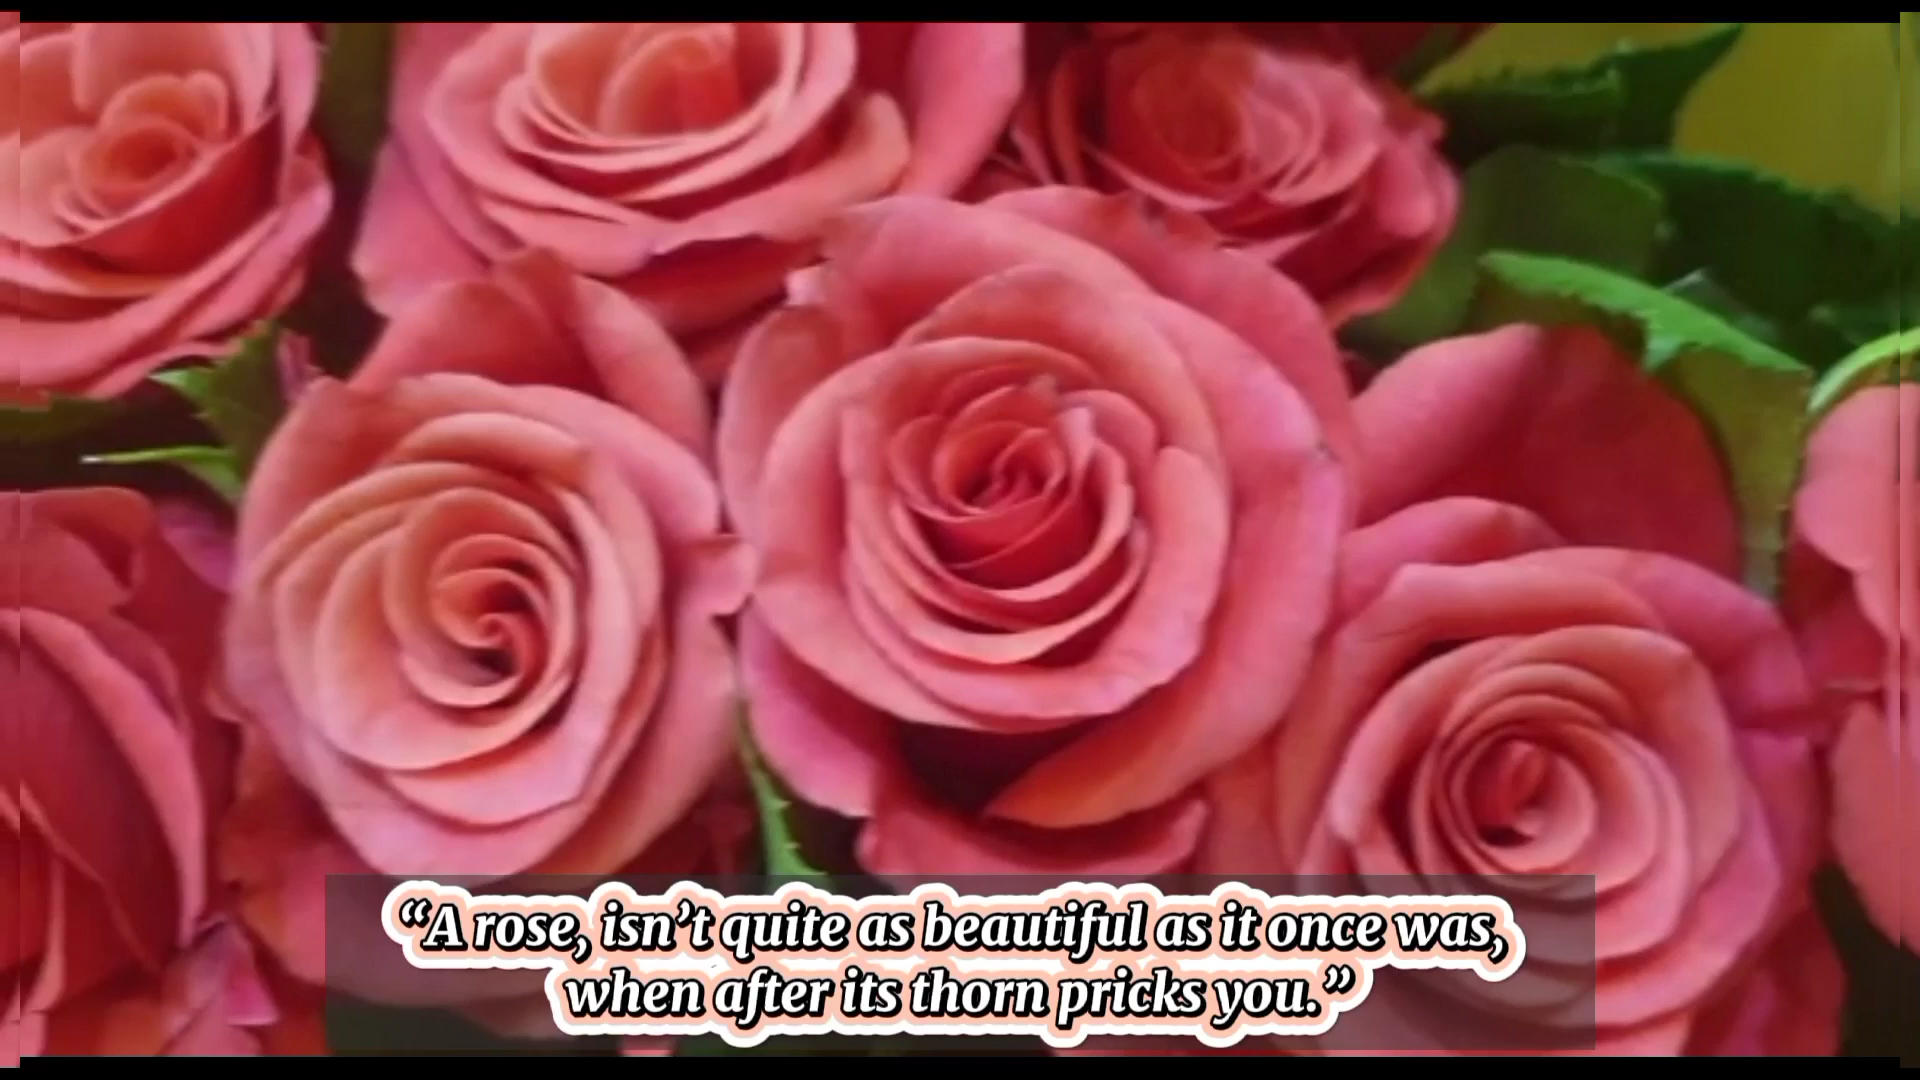 “A rose, isn’t quite as beautiful as it once was,
when after its thorn pricks you.”